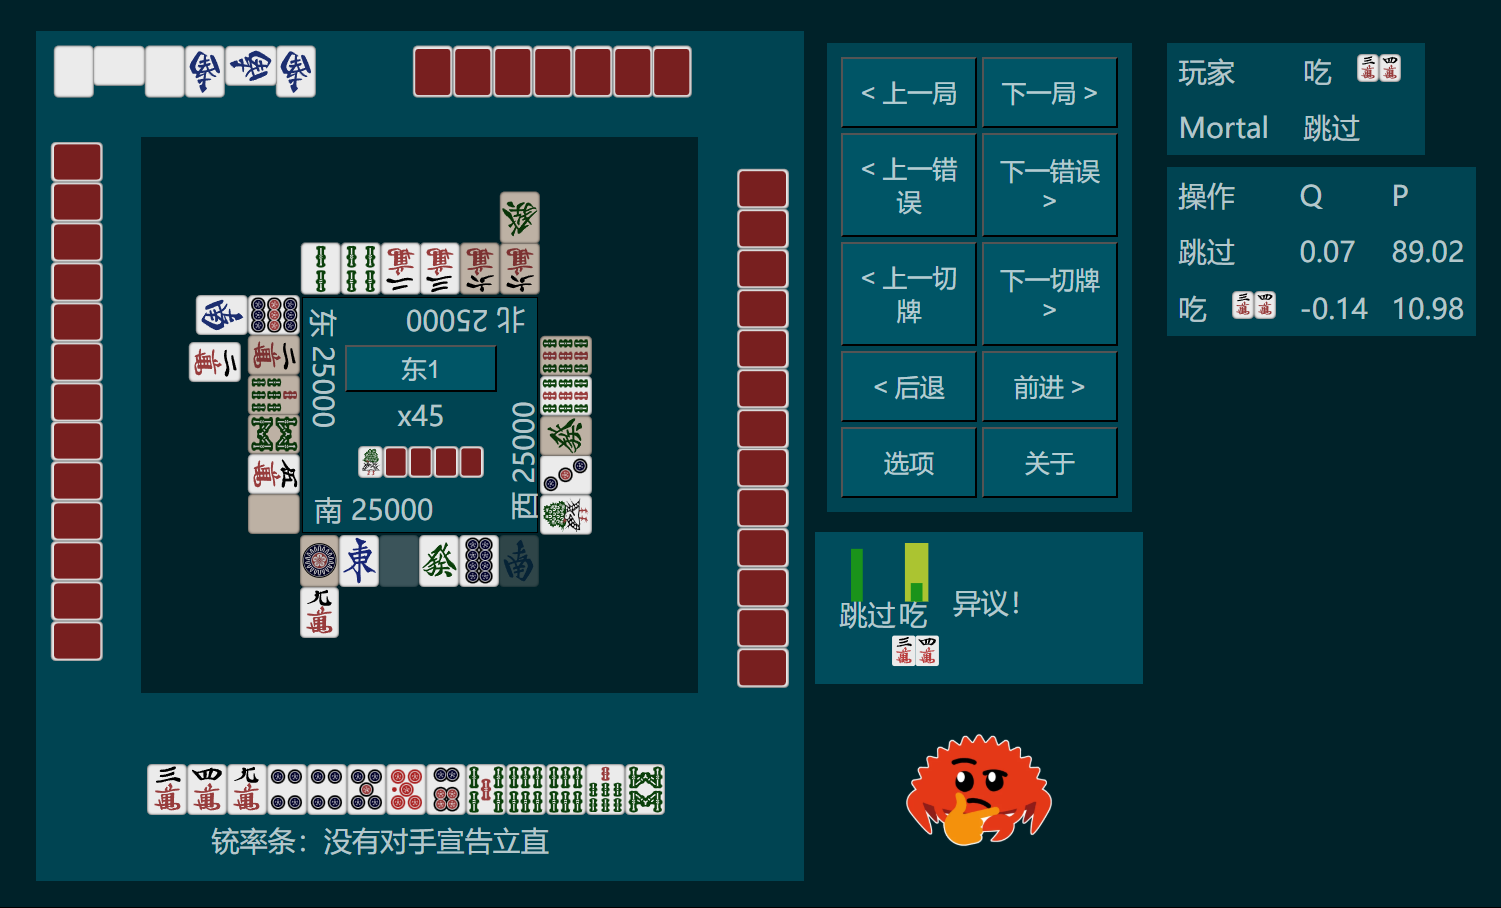 东 25000
北 25000
东1
x45
南 25000
西 25000
铳率条：没有对手宣告立直
< 上一局
下一局 >
< 上一错误
下一错误 >
< 上一切牌
下一切牌 >
< 后退
前进 >
选项
关于
跳过 吃
异议！
玩家 吃
Mortal 跳过
操作 Q P
跳过 0.07 89.02
吃 -0.14 10.98